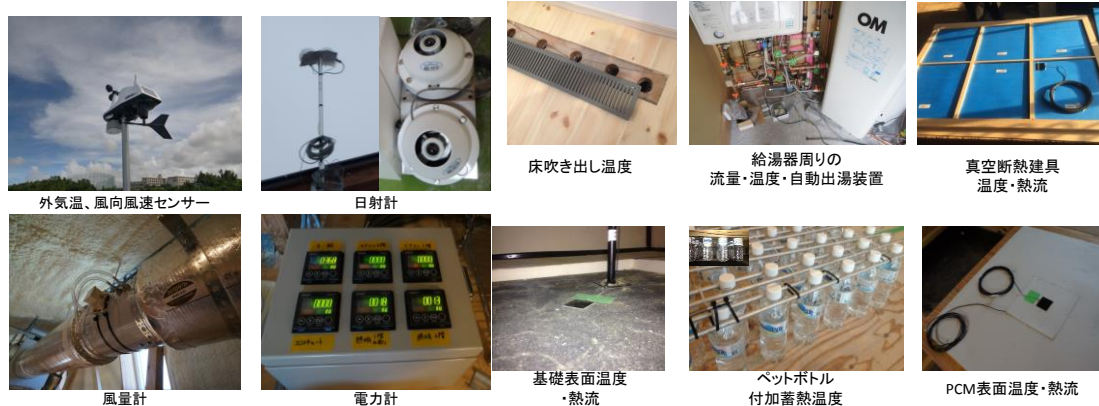 OM
外気温、風向風速センサー
日射計
床吹き出し温度
給湯器周りの
流量・温度・自動出湯装置
真空断熱建具
温度・熱流
風量計
電力計
基礎表面温度
・熱流
ペットボトル
付加蓄熱温度
PCM表面温度・熱流